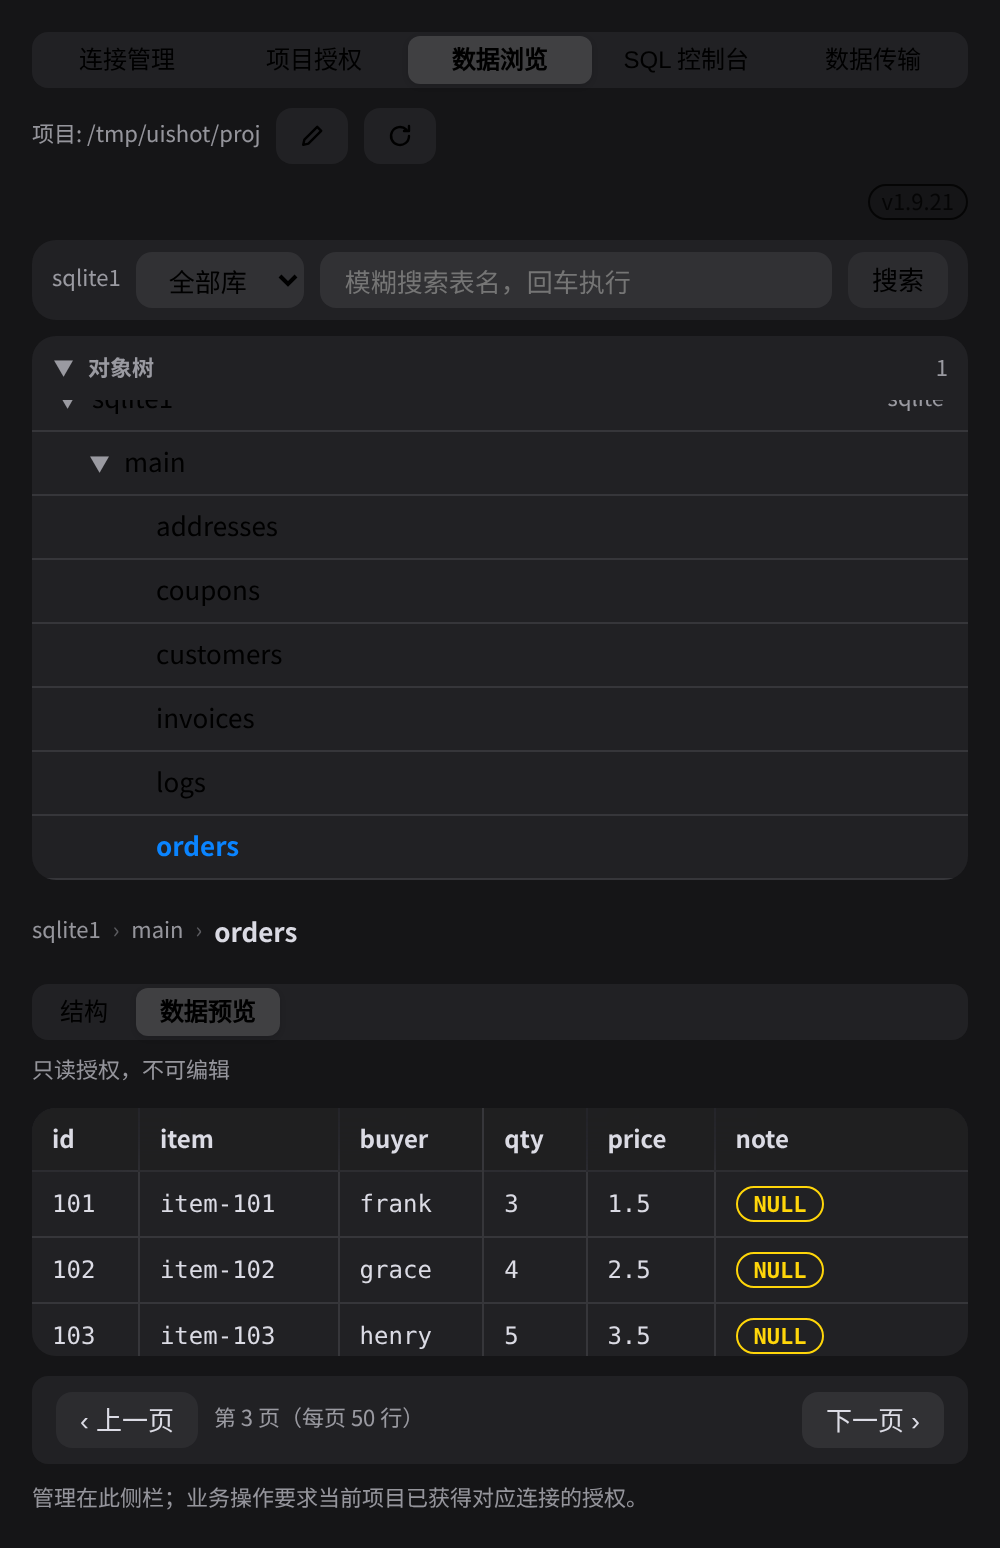 连接管理 项目授权 数据浏览 SQL 控制台 数据传输
项目: /tmp/uishot/proj
v1.9.21
sqlite1 全部库 模糊搜索表名，回车执行 搜索
▼ 对象树 1
▼ sqlite1 sqlite
▼ main
addresses
coupons
customers
invoices
logs
orders
sqlite1 › main › orders
结构 数据预览
只读授权，不可编辑
id item buyer qty price note
101 item-101 frank 3 1.5 NULL
102 item-102 grace 4 2.5 NULL
103 item-103 henry 5 3.5 NULL
‹ 上一页 第 3 页（每页 50 行） 下一页 ›
管理在此侧栏；业务操作要求当前项目已获得对应连接的授权。